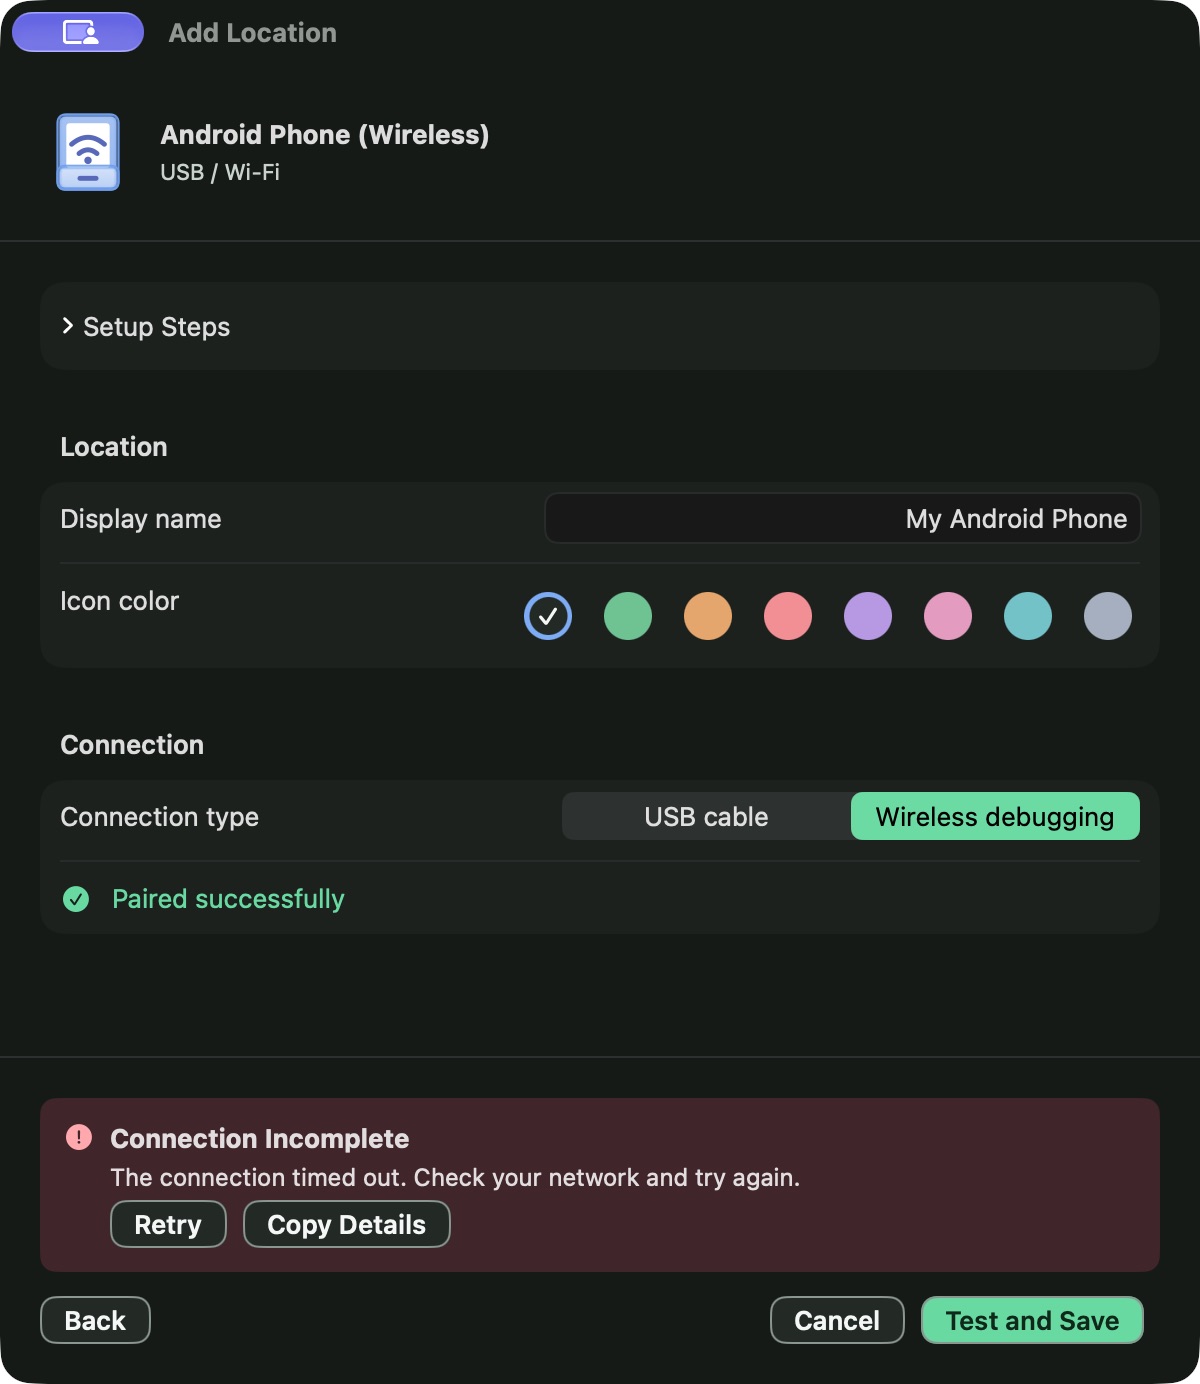 Add Location
Android Phone (Wireless)
USB / Wi-Fi
Setup Steps
Location
Display name
My Android Phone
Icon color
Connection
Connection type
USB cable
Wireless debugging
Paired successfully
Connection Incomplete
The connection timed out. Check your network and try again.
Retry
Copy Details
Back
Cancel
Test and Save